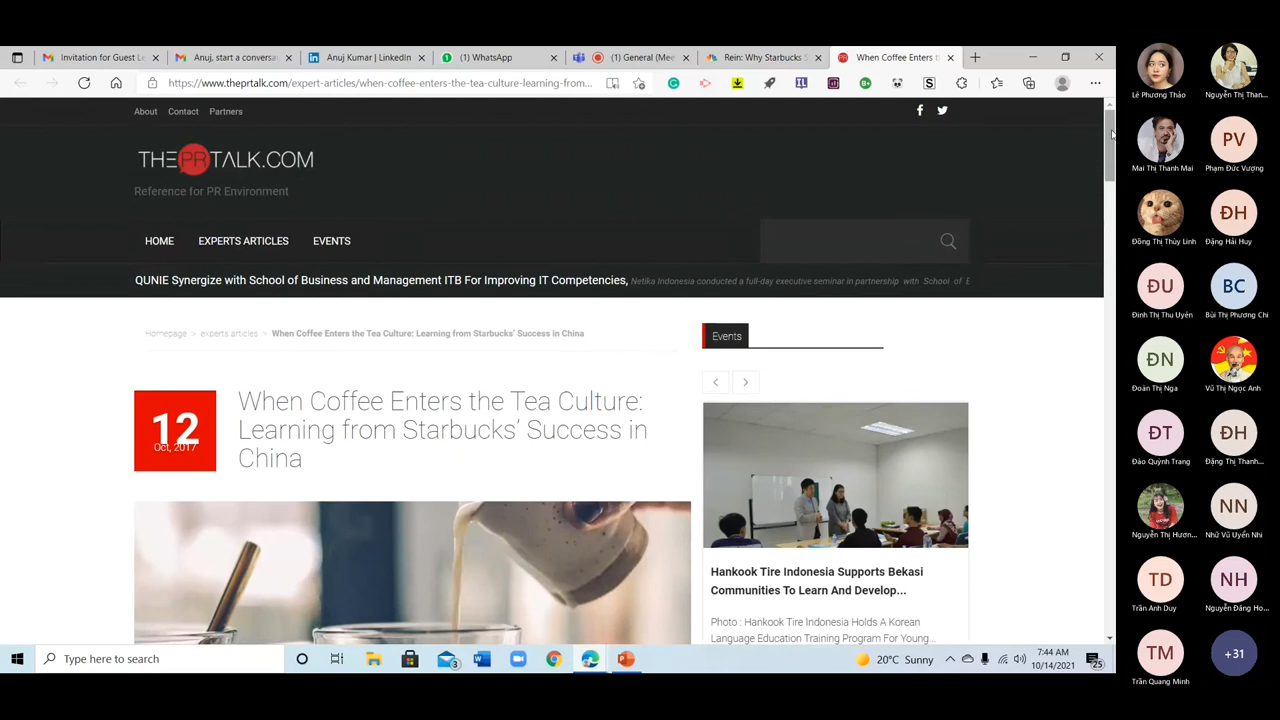 Invitation for Guest Le
Anuj, start a conversa
Anuj Kumar | LinkedIn
(1) WhatsApp
(1) General (Mee
Rein: Why Starbucks S
When Coffee Enters t
https://www.theprtalk.com/expert-articles/when-coffee-enters-the-tea-culture-learning-from...
About Contact Partners
THEPRTALK.COM
Reference for PR Environment
HOME EXPERTS ARTICLES EVENTS
QUNIE Synergize with School of Business and Management ITB For Improving IT Competencies, Netika Indonesia conducted a full-day executive seminar in partnership with School of E
Homepage > experts articles > When Coffee Enters the Tea Culture: Learning from Starbucks' Success in China
Events
12
Oct, 2017
When Coffee Enters the Tea Culture:
Learning from Starbucks' Success in
China
Hankook Tire Indonesia Supports Bekasi
Communities To Learn And Develop...
Photo : Hankook Tire Indonesia Holds A Korean
Language Education Training Program For Young...
Type here to search
3
20°C Sunny
7:44 AM
10/14/2021
25
Lê Phương Thảo
Nguyễn Thị Than...
Mai Thị Thanh Mai
PV
Phạm Đức Vượng
Đồng Thị Thùy Linh
ĐH
Đặng Hải Huy
ĐU
Đinh Thị Thu Uyên
BC
Bùi Thị Phương Chi
ĐN
Đoàn Thị Nga
Vũ Thị Ngọc Anh
ĐT
Đào Quỳnh Trang
ĐH
Đặng Thị Thanh...
Nguyễn Thị Hươn...
NN
Nhữ Vũ Uyển Nhi
TD
Trần Anh Duy
NH
Nguyễn Đăng Ho...
TM
Trần Quang Minh
+31